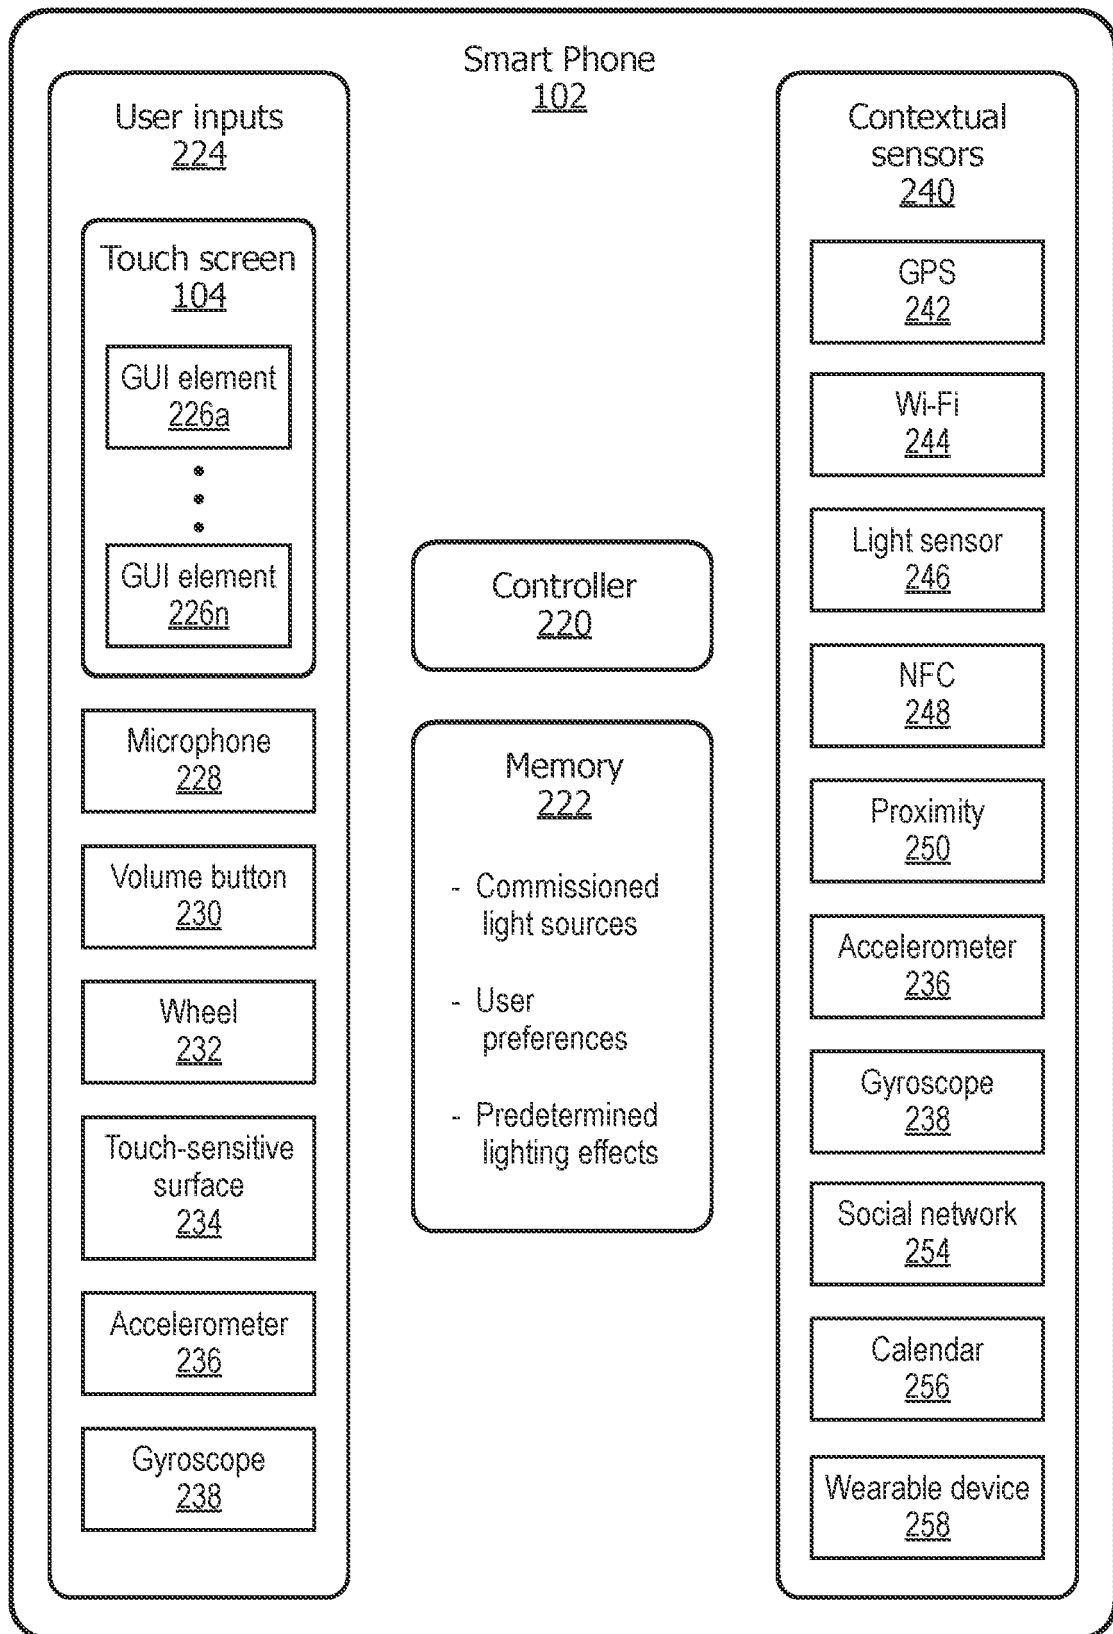 Smart Phone
102
User inputs
224
Touch screen
104
GUI element
226a
GUI element
226n
Microphone
228
Volume button
230
Wheel
232
Touch-sensitive
surface
234
Accelerometer
236
Gyroscope
238
Controller
220
Memory
222
- Commissioned
light sources
- User
preferences
- Predetermined
lighting effects
Contextual
sensors
240
GPS
242
Wi-Fi
244
Light sensor
246
NFC
248
Proximity
250
Accelerometer
236
Gyroscope
238
Social network
254
Calendar
256
Wearable device
258